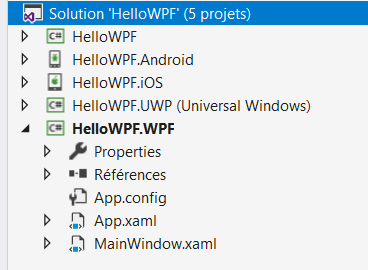 Solution 'HelloWPF' (5 projets)
C# HelloWPF
HelloWPF.Android
HelloWPF.iOS
C# HelloWPF.UWP (Universal Windows)
C# HelloWPF.WPF
Properties
Références
App.config
App.xaml
MainWindow.xaml